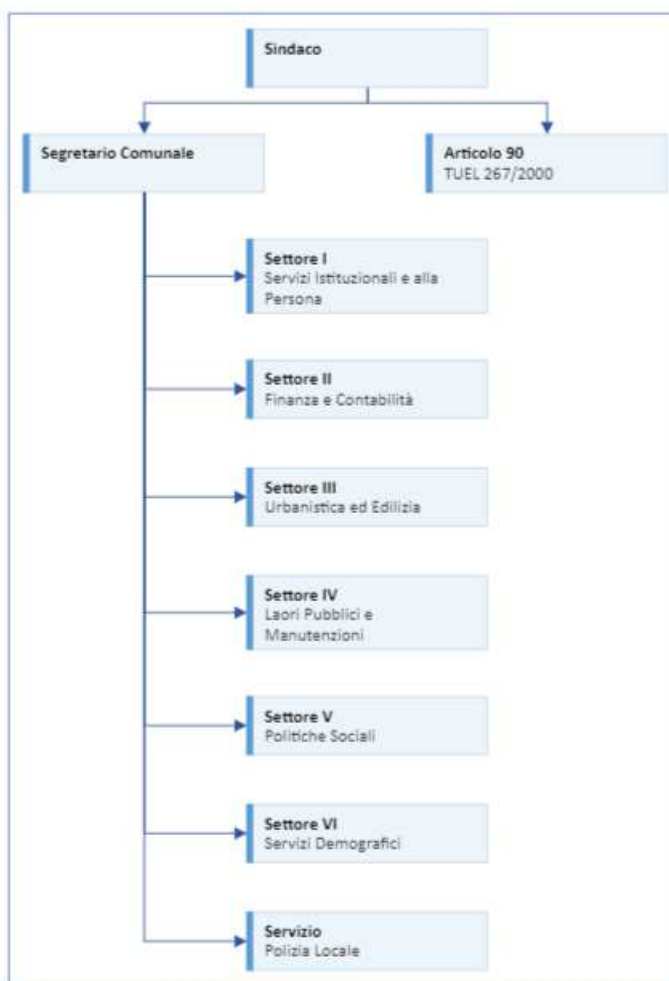 Sindaco
Segretario Comunale
Articolo 90
TUEL 267/2000
Settore I
Servizi Istituzionali e alla
Persona
Settore II
Finanza e Contabilità
Settore III
Urbanistica ed Edilizia
Settore IV
Laori Pubblici e
Manutenzioni
Settore V
Politiche Sociali
Settore VI
Servizi Demografici
Servizio
Polizia Locale